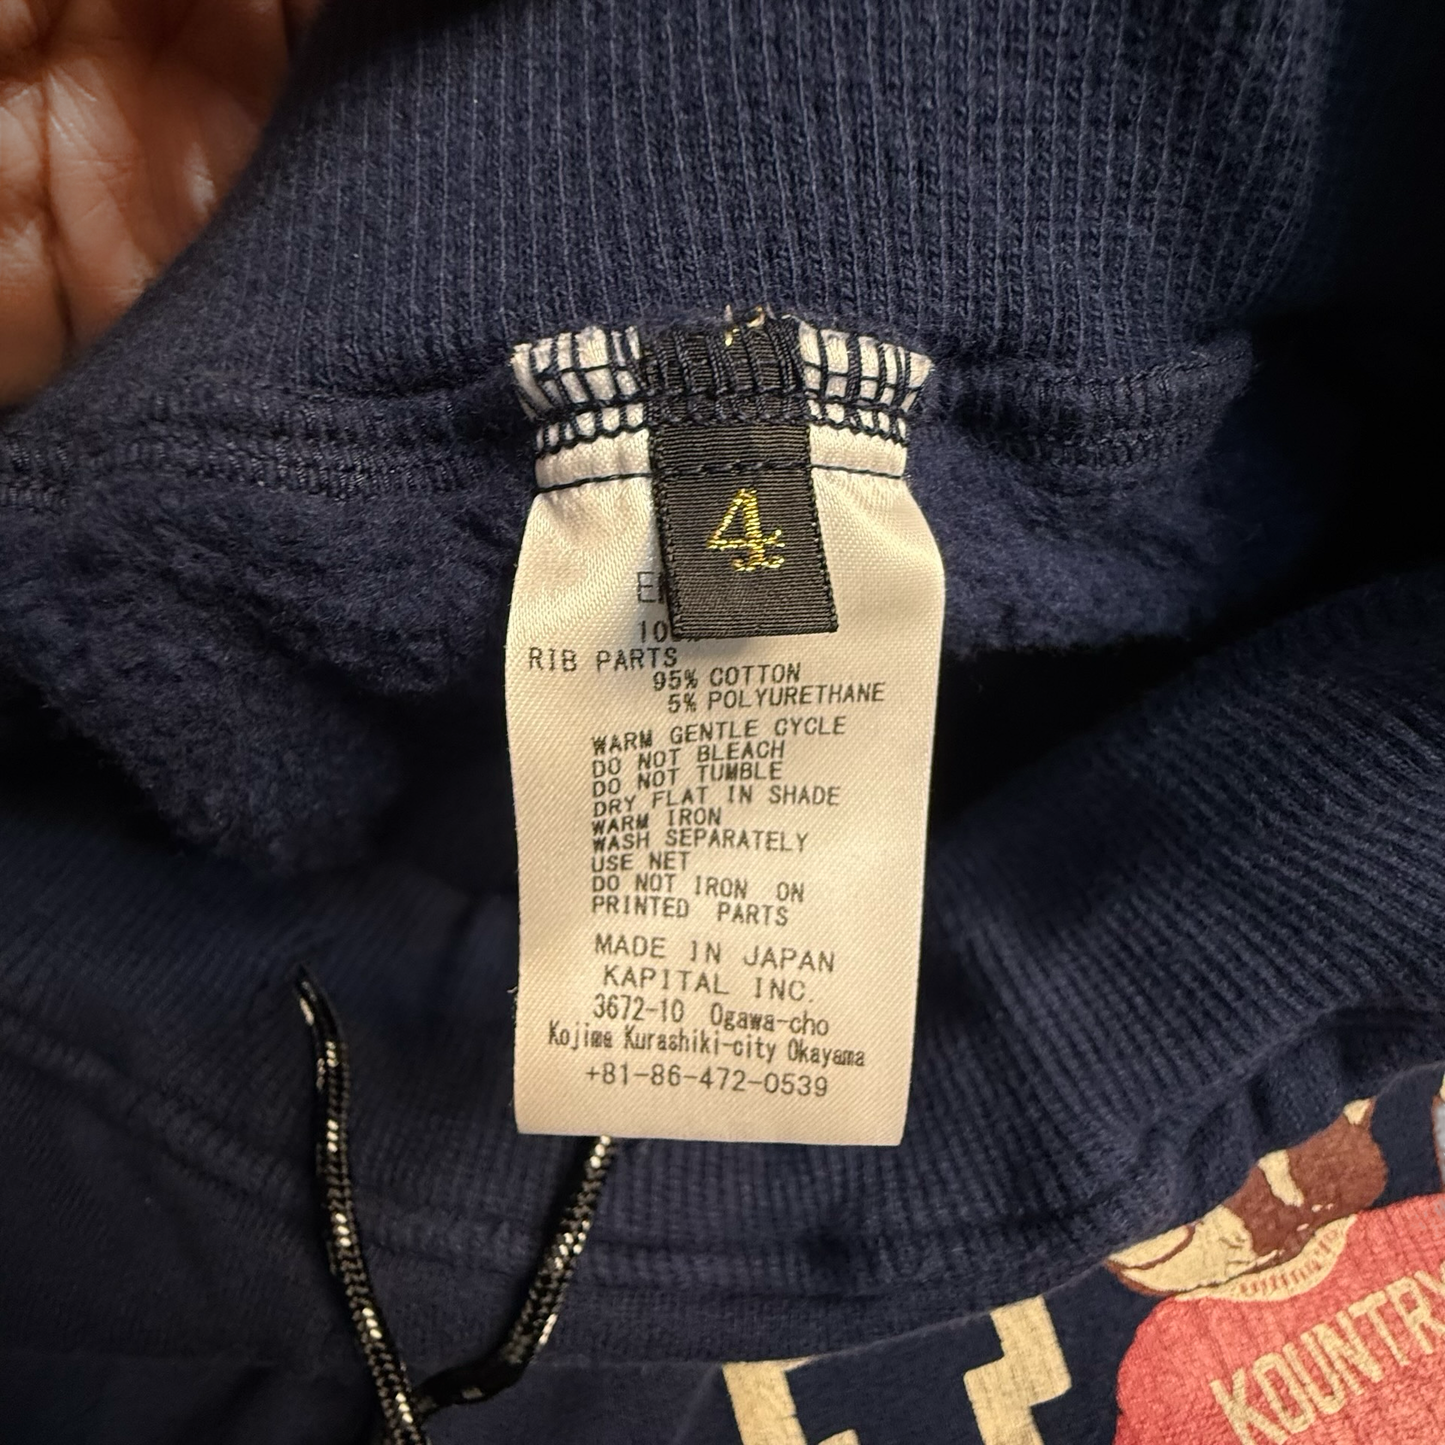 4
RIB PARTS
95% COTTON
5% POLYURETHANE
WARM GENTLE CYCLE
DO NOT BLEACH
DO NOT TUMBLE
DRY FLAT IN SHADE
WARM IRON
WASH SEPARATELY
USE NET
DO NOT IRON ON
PRINTED PARTS
MADE IN JAPAN
KAPITAL INC.
3672-10 Ogawa-cho
Kojima Kurashiki-city Okayama
+81-86-472-0539
KOUNTRY